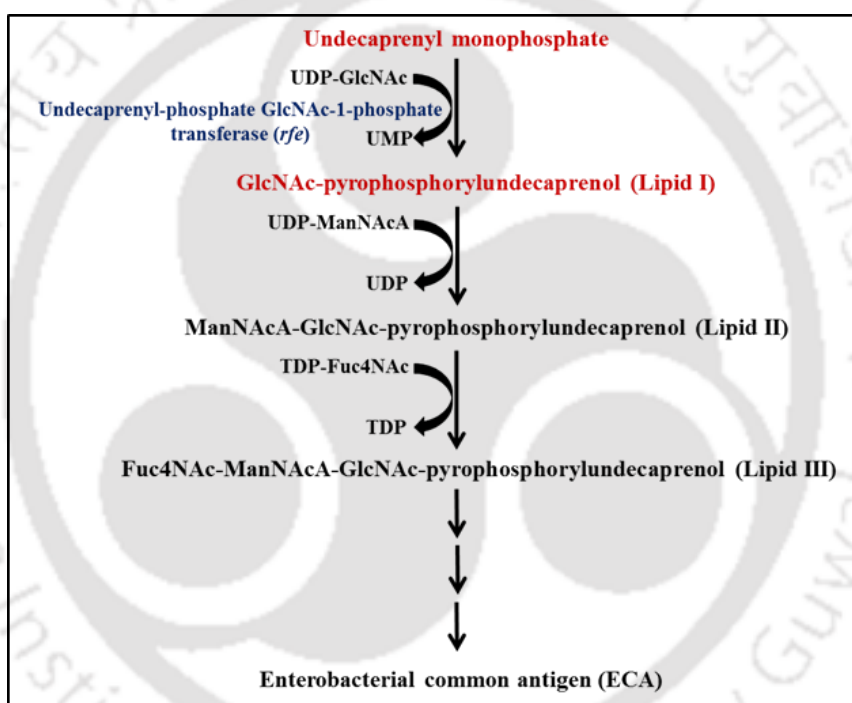 Undecaprenyl monophosphate
UDP-GlcNAc
Undecaprenyl-phosphate GlcNAc-1-phosphate
transferase (rfe)
UMP
GlcNAc-pyrophosphorylundecaprenol (Lipid I)
UDP-ManNAcA
UDP
ManNAcA-GlcNAc-pyrophosphorylundecaprenol (Lipid II)
TDP-Fuc4NAc
TDP
Fuc4NAc-ManNAcA-GlcNAc-pyrophosphorylundecaprenol (Lipid III)
Enterobacterial common antigen (ECA)